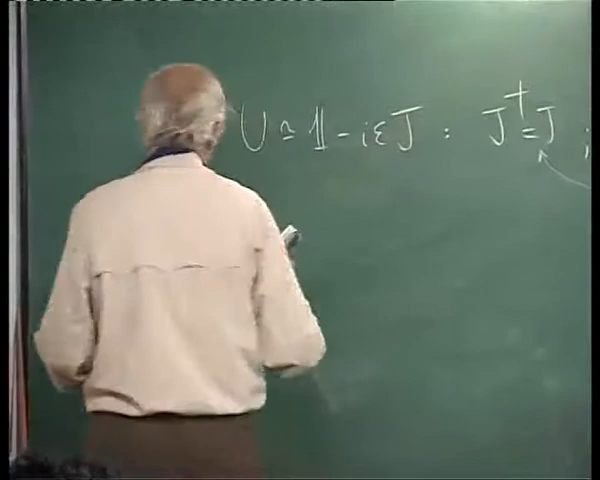 U ≃ 𝟙 - iεJ : J† = J i